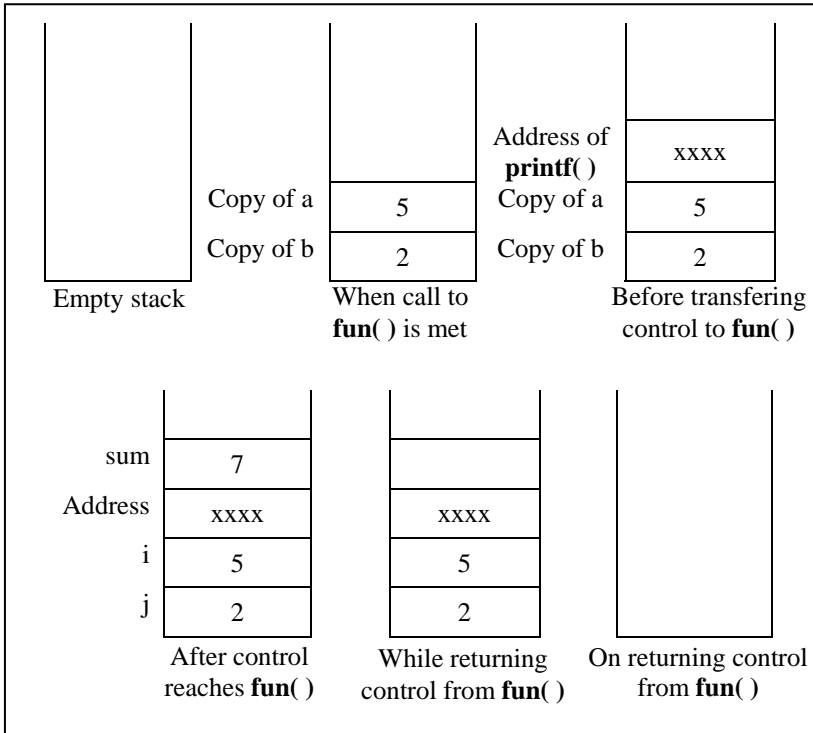 Address of
printf( )
xxxx
Copy of a
5
Copy of a
5
Copy of b
2
Copy of b
2
Empty stack
When call to
fun( ) is met
Before transfering
control to fun( )
sum
7
Address
xxxx
xxxx
i
5
5
j
2
2
After control
reaches fun( )
While returning
control from fun( )
On returning control
from fun( )